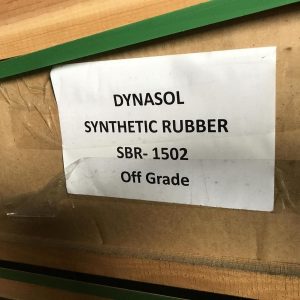 DYNASOL
SYNTHETIC RUBBER
SBR- 1502
Off Grade